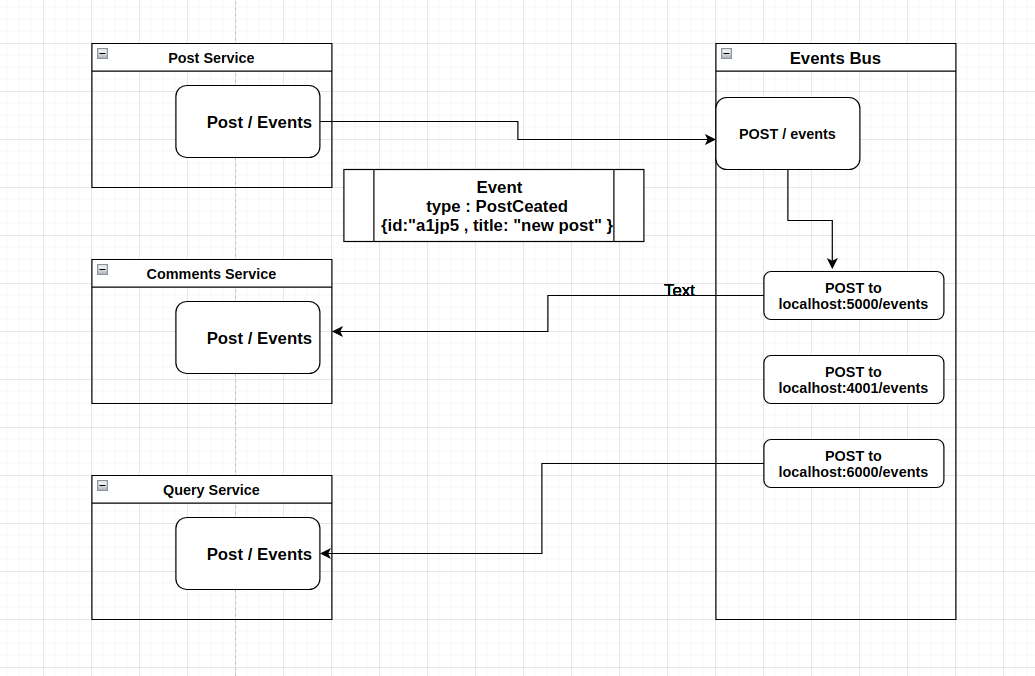 Post Service
Post / Events
Events Bus
POST / events
Event
type : PostCeated
{id:"a1jp5 , title: "new post" }
Comments Service
Post / Events
Text
POST to
localhost:5000/events
POST to
localhost:4001/events
POST to
localhost:6000/events
Query Service
Post / Events